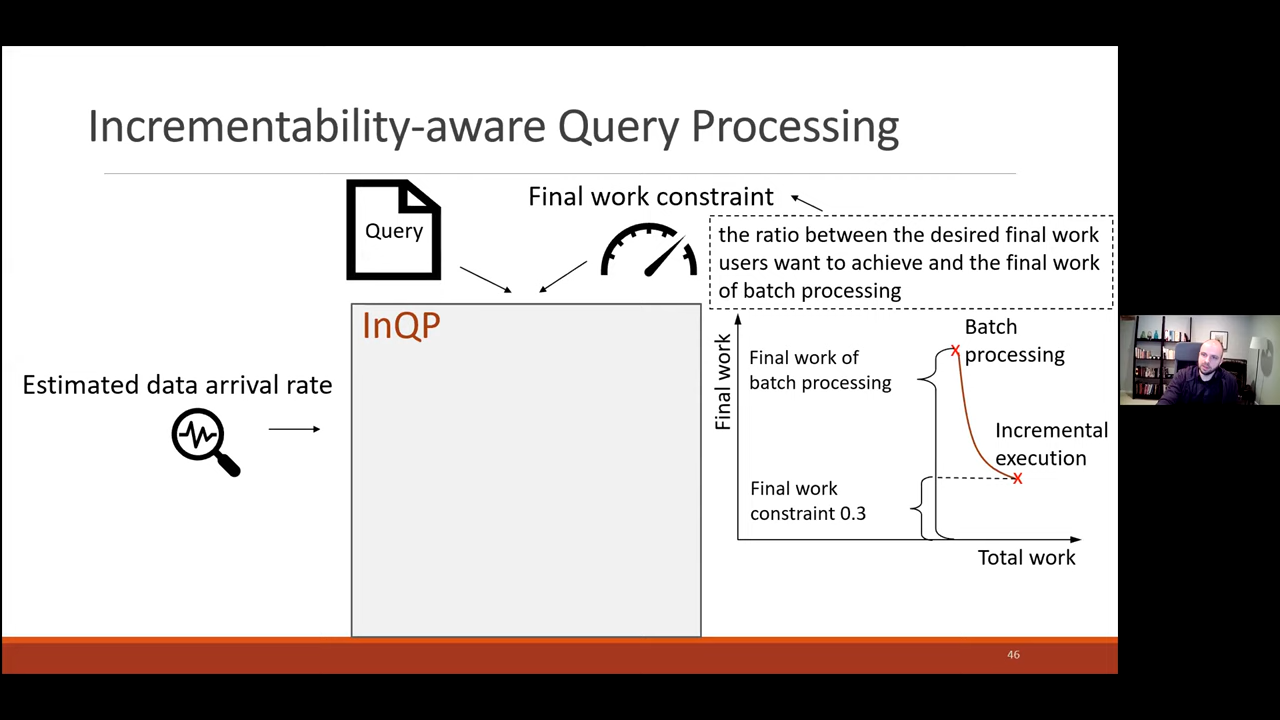 Incrementability-aware Query Processing
Query
Final work constraint
the ratio between the desired final work
users want to achieve and the final work
of batch processing
InQP
Estimated data arrival rate
Final work
Final work of
batch processing
Batch
processing
Incremental
execution
Final work
constraint 0.3
Total work
46